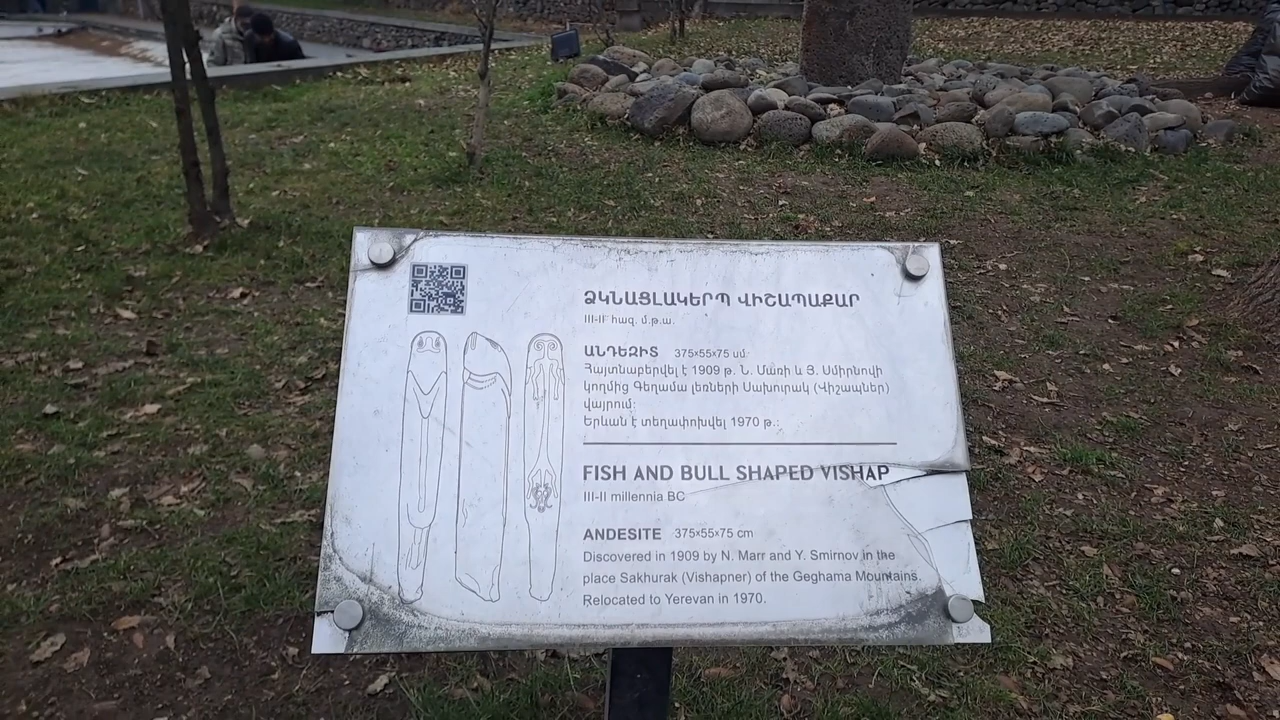 ՁԿՆԱՑԼԱԿԵՐՊ ՎԻՇԱՊԱՔԱՐ
III-II հազ. մ.թ.ա.
ԱՆԴԵԶԻՏ 375×55×75 սմ
Հայտնաբերվել է 1909 թ. Ն. Մառի և Յ. Սմիրնովի
կողմից Գեղամա լեռների Սախուրակ (Վիշապներ)
վայրում:
Երևան է տեղափոխվել 1970 թ.:
FISH AND BULL SHAPED VISHAP
III-II millennia BC
ANDESITE 375×55×75 cm
Discovered in 1909 by N. Marr and Y. Smirnov in the
place Sakhurak (Vishapner) of the Geghama Mountains.
Relocated to Yerevan in 1970.